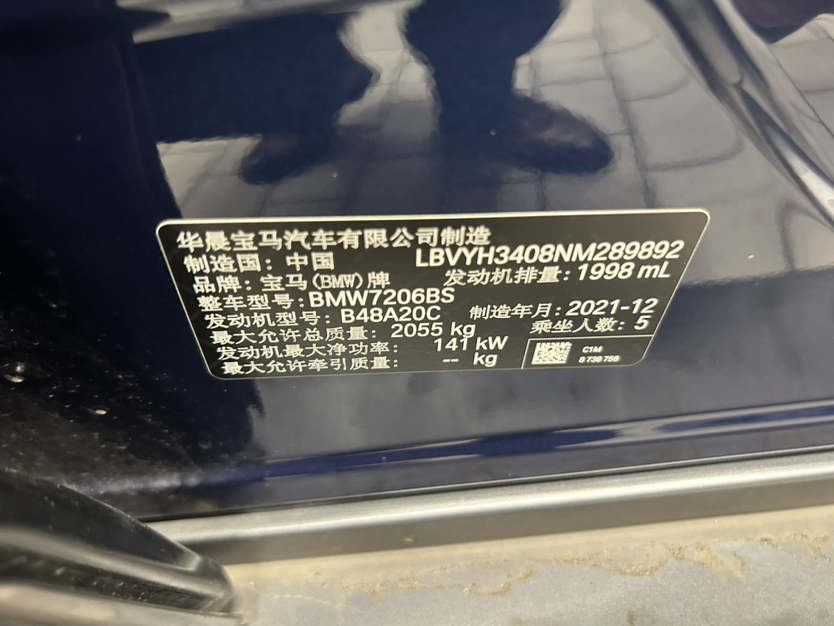 华晨宝马汽车有限公司制造
制造国: 中国 LBVYH3408NM289892
品牌: 宝马(BMW)牌 发动机排量: 1998 mL
整车型号: BMW7206BS
发动机型号: B48A20C 制造年月: 2021-12
最大允许总质量: 2055 kg 乘坐人数: 5
发动机最大净功率: 141 kW
最大允许牵引质量: -- kg
C1M
0 738 750